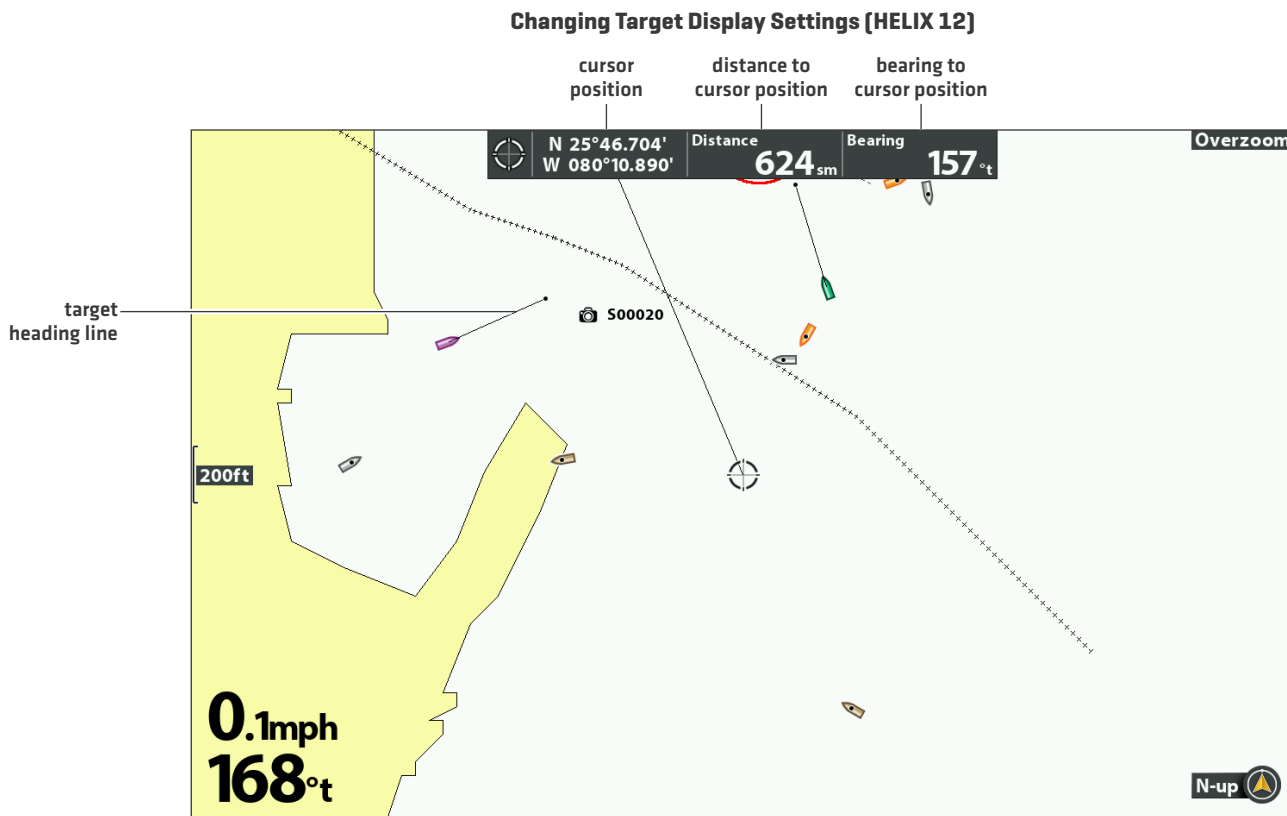 Changing Target Display Settings (HELIX 12)
cursor
position
distance to
cursor position
bearing to
cursor position
N 25°46.704'
W 080°10.890'
Distance
624sm
Bearing
157°t
Overzoom
target
heading line
S00020
200ft
0.1mph
168°t
N-up